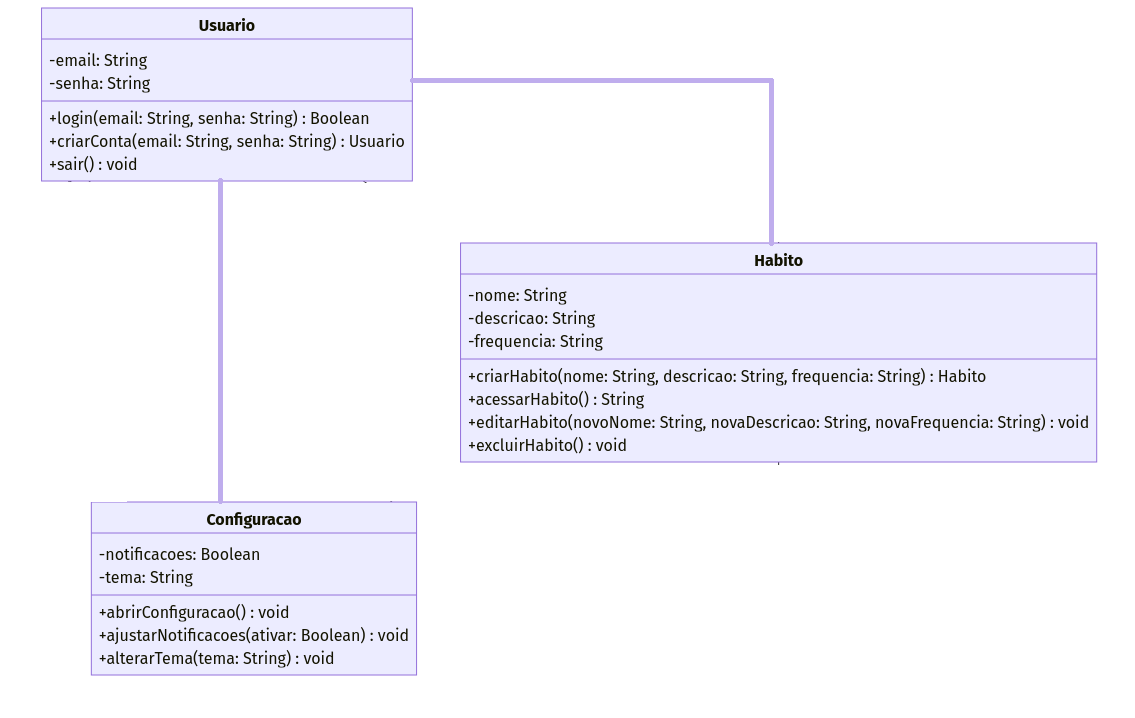 Usuario
-email: String
-senha: String
+login(email: String, senha: String) : Boolean
+criarConta(email: String, senha: String) : Usuario
+sair() : void
Habito
-nome: String
-descricao: String
-frequencia: String
+criarHabito(nome: String, descricao: String, frequencia: String) : Habito
+acessarHabito() : String
+editarHabito(novoNome: String, novaDescricao: String, novaFrequencia: String) : void
+excluirHabito() : void
Configuracao
-notificacoes: Boolean
-tema: String
+abrirConfiguracao() : void
+ajustarNotificacoes(ativar: Boolean) : void
+alterarTema(tema: String) : void